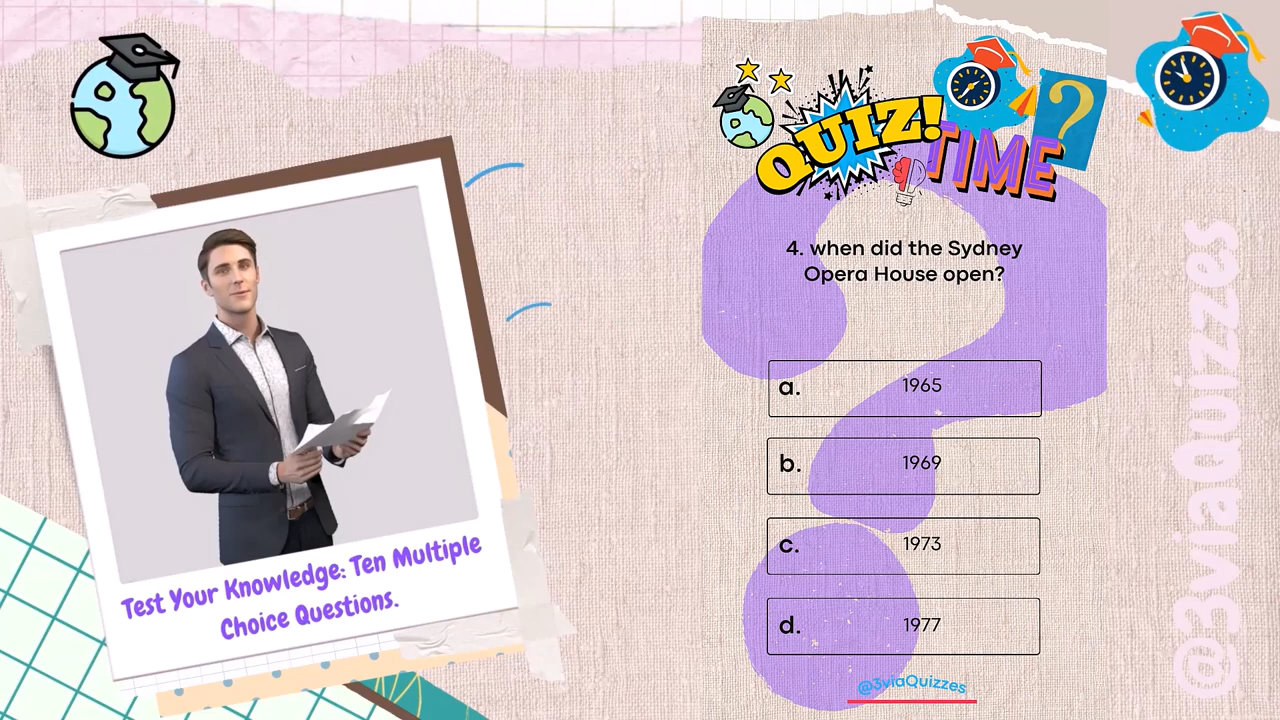 QUIZ!
TIME
?
4. when did the Sydney
Opera House open?
a. 1965
b. 1969
c. 1973
d. 1977
@3viaQuizzes
Test Your Knowledge: Ten Multiple
Choice Questions.
@3viaQuizzes